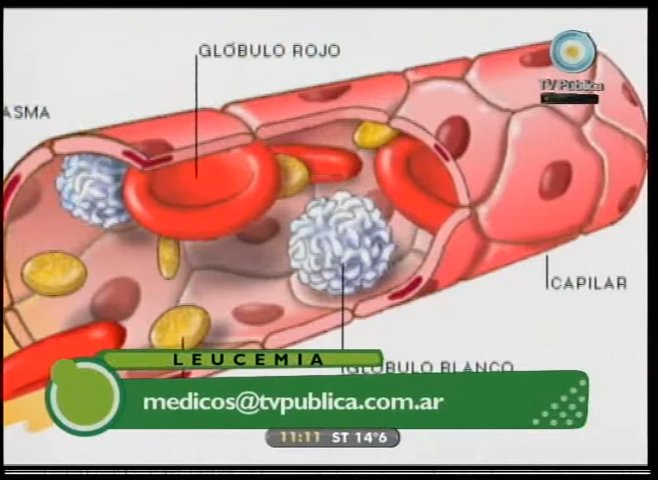 GLÓBULO ROJO
TV Pública
ASMA
CAPILAR
GLÓBULO BLANCO
LEUCEMIA
medicos@tvpublica.com.ar
11:11 ST 14°6